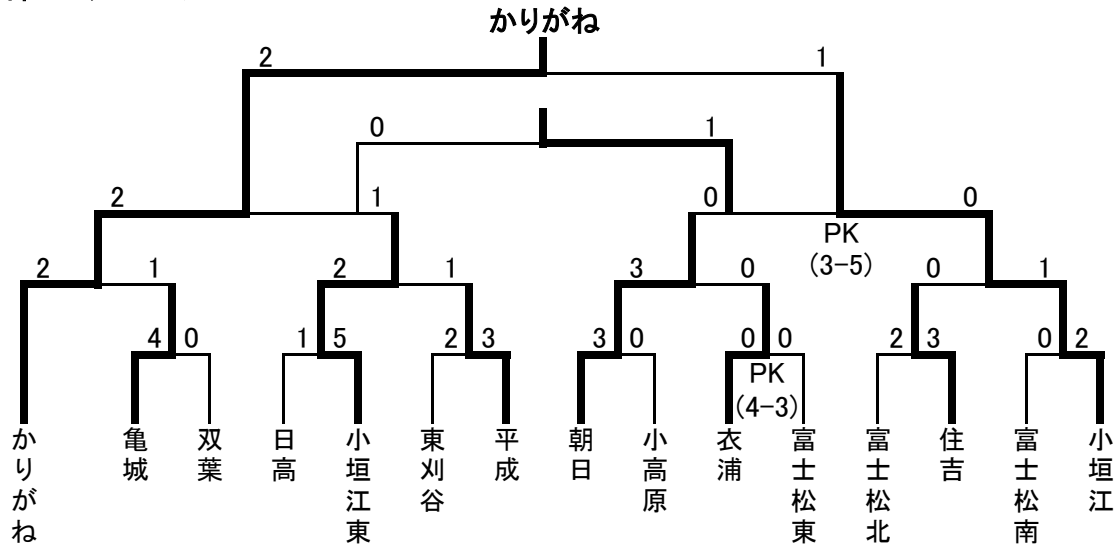 かりがね
2 1
0 1
2 1 0 0
PK
(3-5)
2 1 2 1 3 0 0 1
4 0 1 5 2 3 3 0 0 0 2 3 0 2
PK
(4-3)
かりがね
亀城
双葉
日高
小垣江東
東刈谷
平成
朝日
小高原
衣浦
富士松東
富士松北
住吉
富士松南
小垣江